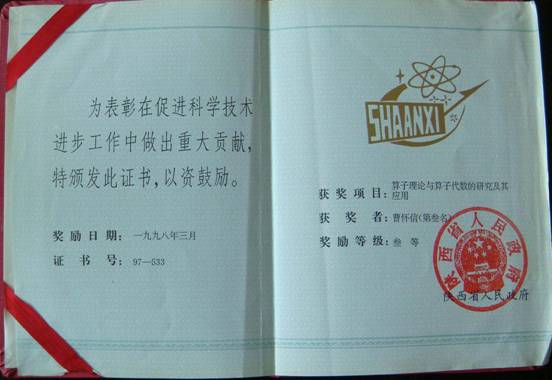 为表彰在促进科学技术
进步工作中做出重大贡献,
特颁发此证书,以资鼓励。
奖励日期: 一九九八年三月
证书号: 97—533
SHAANXI
获奖项目: 算子理论与算子代数的研究及其
应用
获奖者: 曹怀信(第叁名)
奖励等级: 叁等
陕西省人民政府
陕西省人民政府